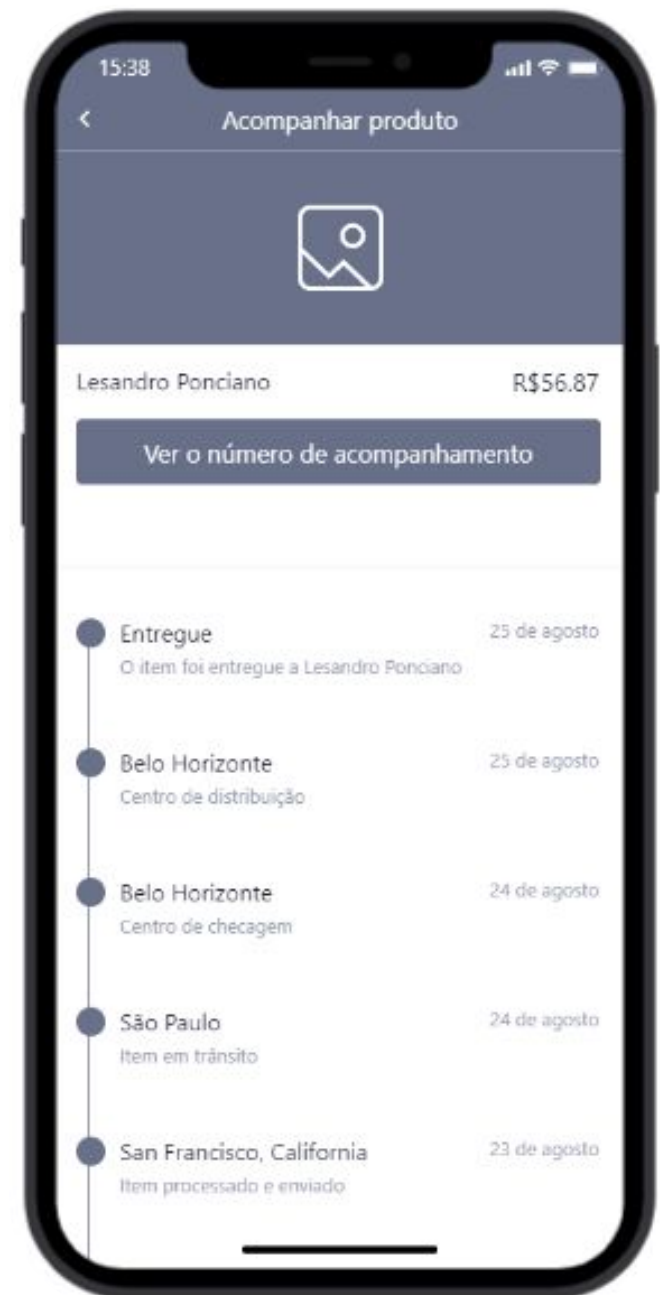 15:38
Acompanhar produto
Lesandro Ponciano R$56.87
Ver o número de acompanhamento
Entregue 25 de agosto
O item foi entregue a Lesandro Ponciano
Belo Horizonte 25 de agosto
Centro de distribuição
Belo Horizonte 24 de agosto
Centro de checagem
São Paulo 24 de agosto
Item em trânsito
San Francisco, California 23 de agosto
Item processado e enviado